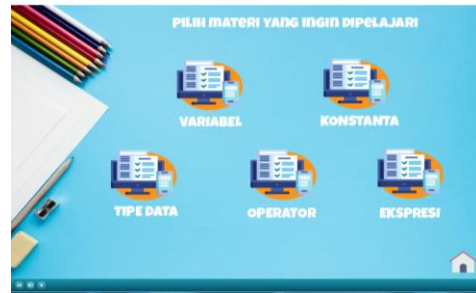 PILIH MATERI YANG INGIN DIPELAJARI
VARIABEL
KONSTANTA
TIPE DATA
OPERATOR
EKSPRESI